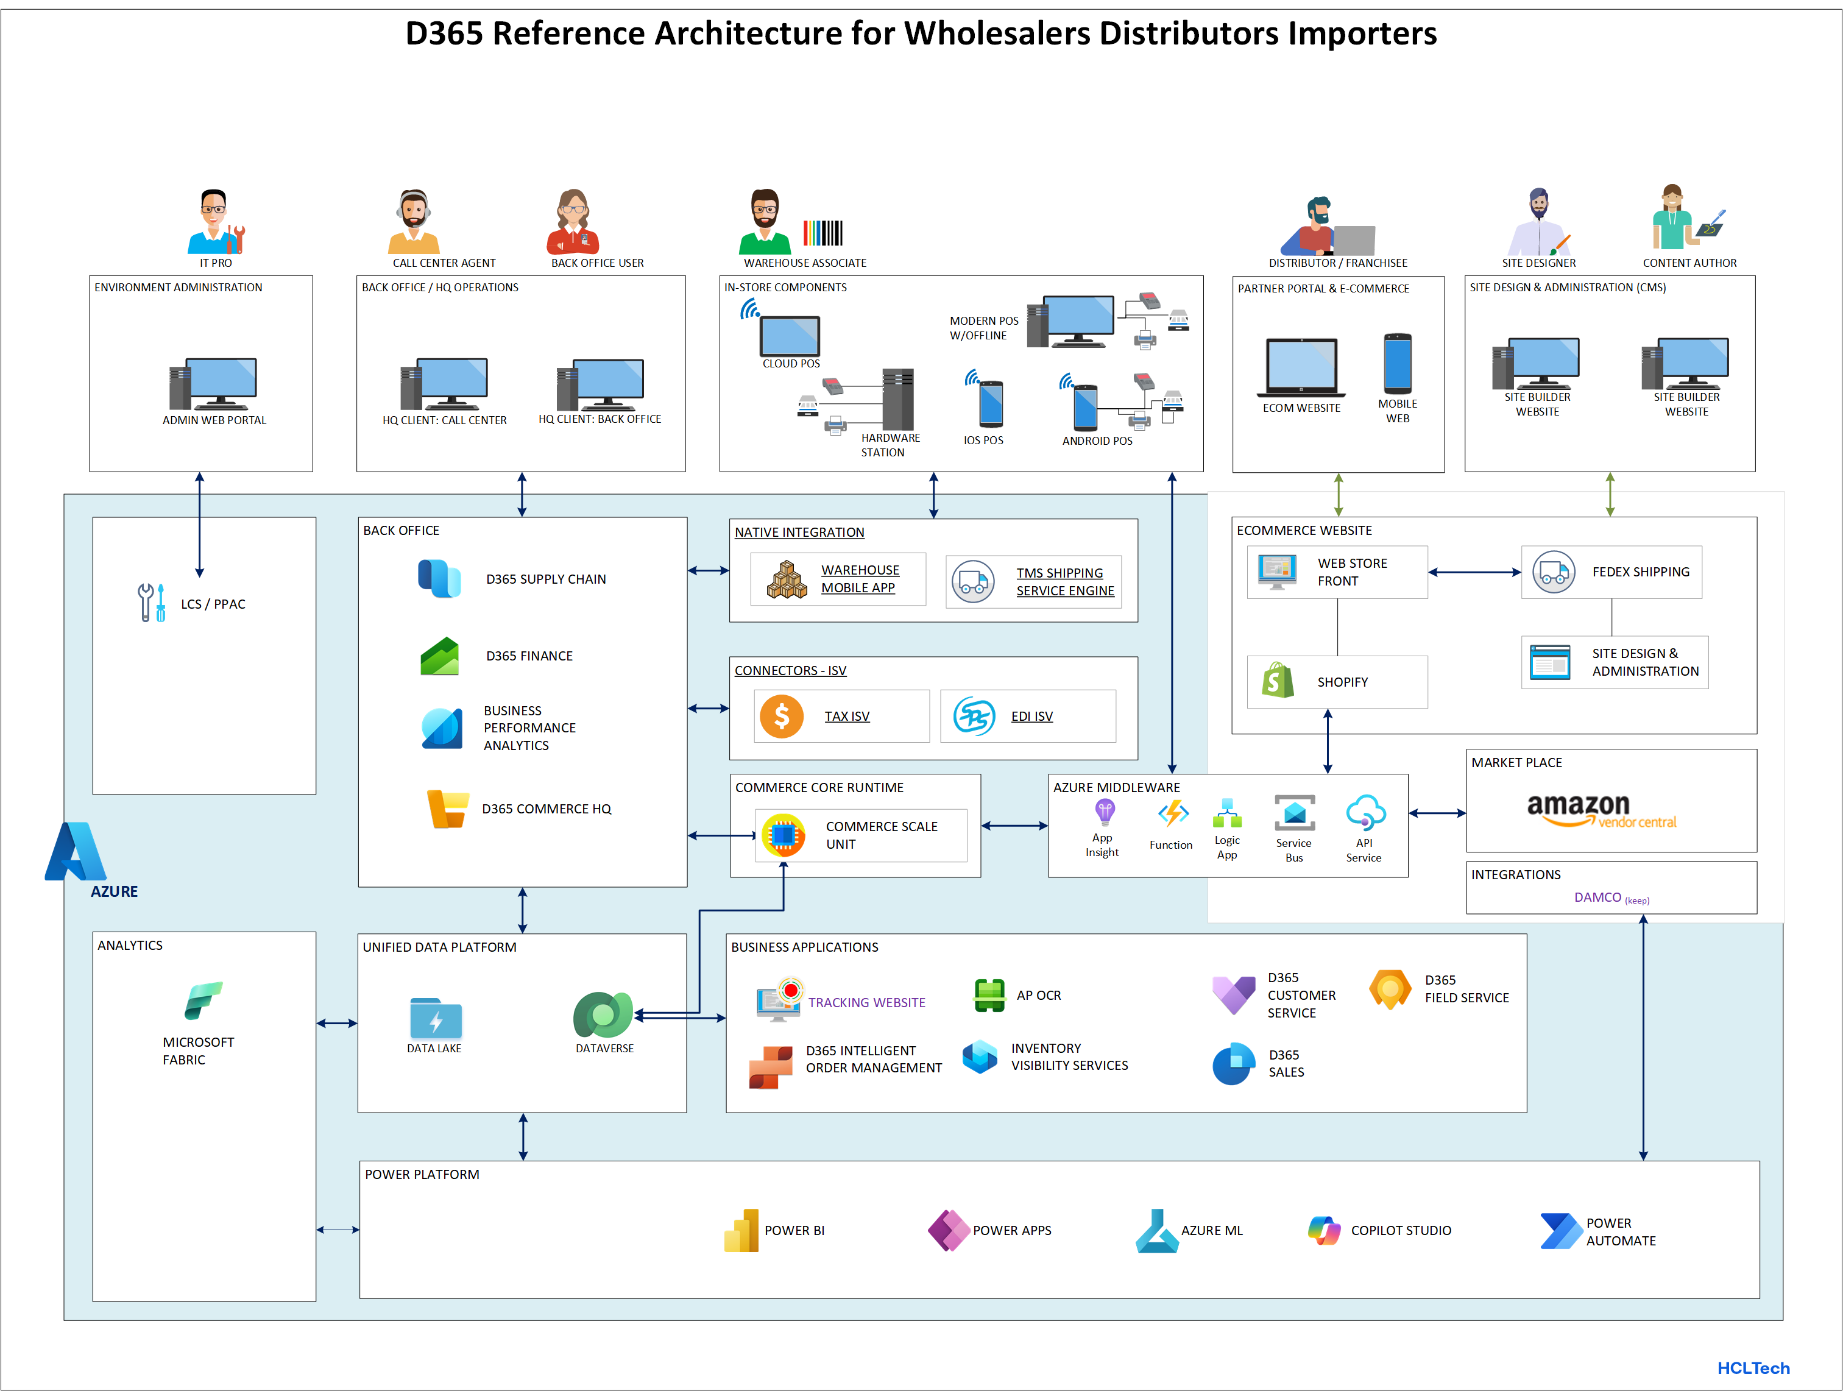 D365 Reference Architecture for Wholesalers Distributors Importers
IT PRO
CALL CENTER AGENT
BACK OFFICE USER
WAREHOUSE ASSOCIATE
DISTRIBUTOR / FRANCHISEE
SITE DESIGNER
CONTENT AUTHOR
ENVIRONMENT ADMINISTRATION
ADMIN WEB PORTAL
BACK OFFICE / HQ OPERATIONS
HQ CLIENT: CALL CENTER
HQ CLIENT: BACK OFFICE
IN-STORE COMPONENTS
CLOUD POS
MODERN POS
W/OFFLINE
HARDWARE
STATION
IOS POS
ANDROID POS
PARTNER PORTAL & E-COMMERCE
ECOM WEBSITE
MOBILE
WEB
SITE DESIGN & ADMINISTRATION (CMS)
SITE BUILDER
WEBSITE
SITE BUILDER
WEBSITE
LCS / PPAC
BACK OFFICE
D365 SUPPLY CHAIN
D365 FINANCE
BUSINESS
PERFORMANCE
ANALYTICS
D365 COMMERCE HQ
NATIVE INTEGRATION
WAREHOUSE
MOBILE APP
TMS SHIPPING
SERVICE ENGINE
CONNECTORS - ISV
TAX ISV
SPS
EDI ISV
COMMERCE CORE RUNTIME
COMMERCE SCALE
UNIT
AZURE MIDDLEWARE
App
Insight
Function
Logic
App
Service
Bus
API
Service
ECOMMERCE WEBSITE
WEB STORE
FRONT
FEDEX SHIPPING
SHOPIFY
SITE DESIGN &
ADMINISTRATION
MARKET PLACE
amazon
vendor central
INTEGRATIONS
DAMCO (keep)
AZURE
ANALYTICS
MICROSOFT
FABRIC
UNIFIED DATA PLATFORM
DATA LAKE
DATAVERSE
BUSINESS APPLICATIONS
TRACKING WEBSITE
AP OCR
D365
CUSTOMER
SERVICE
D365
FIELD SERVICE
D365 INTELLIGENT
ORDER MANAGEMENT
INVENTORY
VISIBILITY SERVICES
D365
SALES
POWER PLATFORM
POWER BI
POWER APPS
AZURE ML
COPILOT STUDIO
POWER
AUTOMATE
HCLTech